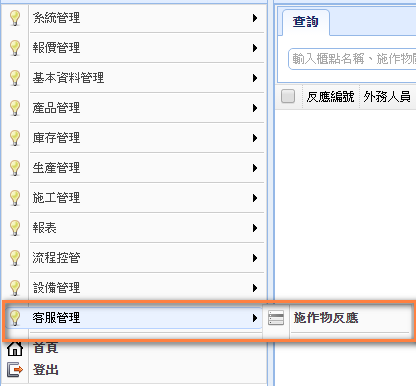 系統管理
報價管理
基本資料管理
產品管理
庫存管理
生產管理
施工管理
報表
流程控管
設備管理
客服管理
首頁
登出
施作物反應
查詢
輸入櫃點名稱、施作物
反應編號 外務人員